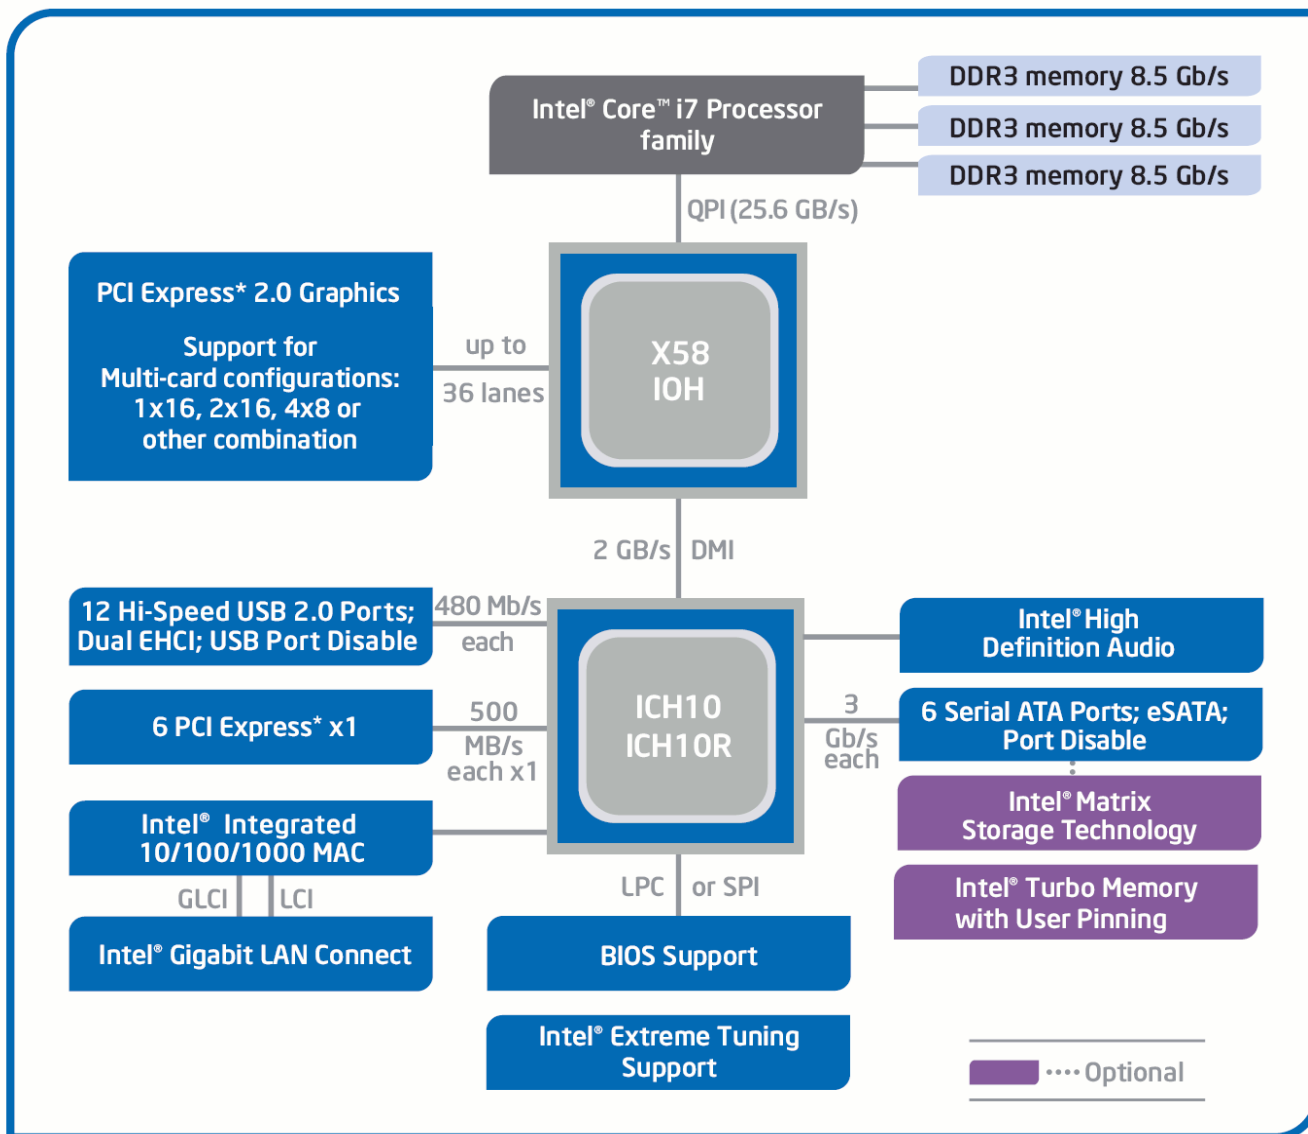 Intel® Core™ i7 Processor
family
DDR3 memory 8.5 Gb/s
DDR3 memory 8.5 Gb/s
DDR3 memory 8.5 Gb/s
QPI (25.6 GB/s)
PCI Express* 2.0 Graphics
Support for
Multi-card configurations:
1x16, 2x16, 4x8 or
other combination
up to
36 lanes
X58
IOH
2 GB/s DMI
12 Hi-Speed USB 2.0 Ports;
Dual EHCI; USB Port Disable
480 Mb/s
each
6 PCI Express* x1
500
MB/s
each x1
Intel® Integrated
10/100/1000 MAC
GLCI LCI
Intel® Gigabit LAN Connect
ICH10
ICH10R
Intel® High
Definition Audio
3
Gb/s
each
6 Serial ATA Ports; eSATA;
Port Disable
Intel® Matrix
Storage Technology
Intel® Turbo Memory
with User Pinning
LPC or SPI
BIOS Support
Intel® Extreme Tuning
Support
Optional